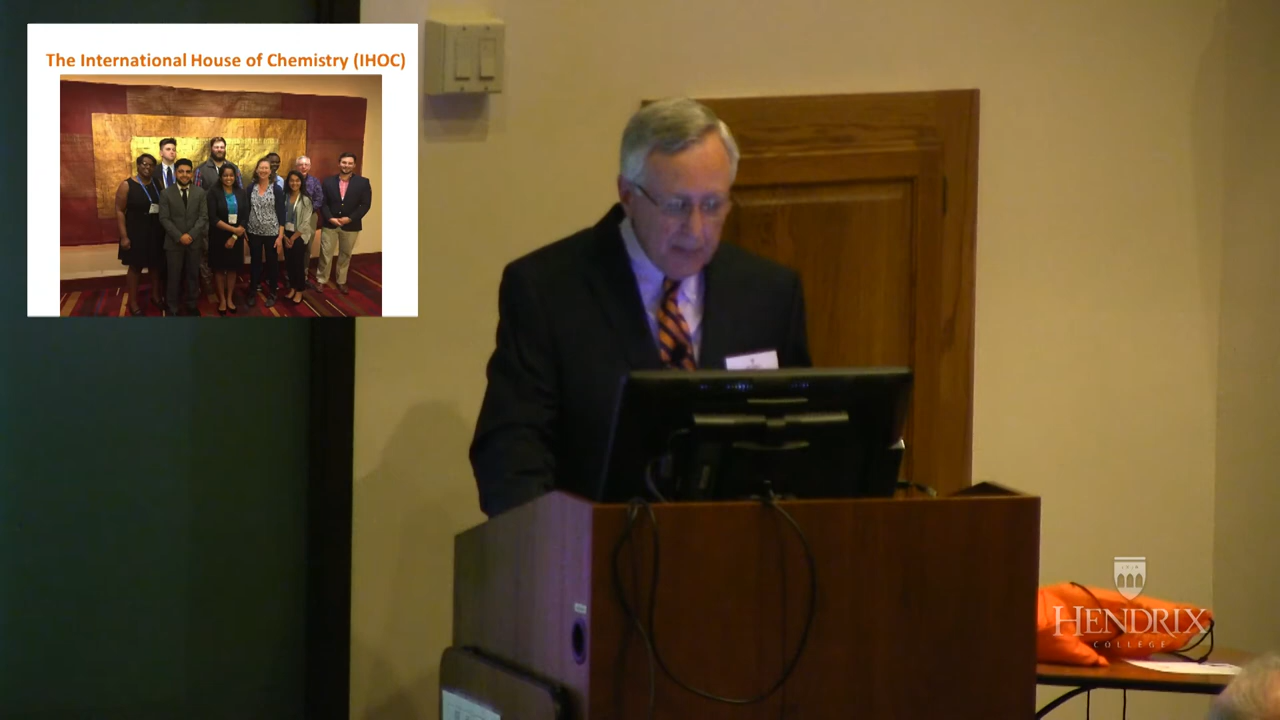 The International House of Chemistry (IHOC)
HENDRIX
COLLEGE